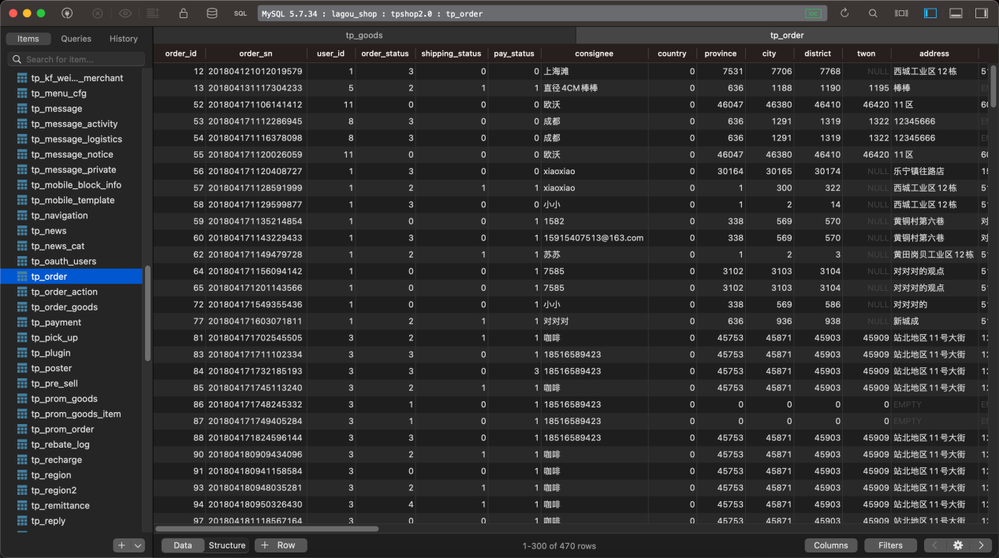 SQL MySQL 5.7.34 : lagou_shop : tpshop2.0 : tp_order
Items Queries History
Search for item...
tp_kf_wei..._merchant
tp_menu_cfg
tp_message
tp_message_activity
tp_message_logistics
tp_message_notice
tp_message_private
tp_mobile_block_info
tp_mobile_template
tp_navigation
tp_news
tp_news_cat
tp_oauth_users
tp_order
tp_order_action
tp_order_goods
tp_payment
tp_pick_up
tp_plugin
tp_poster
tp_pre_sell
tp_prom_goods
tp_prom_goods_item
tp_prom_order
tp_rebate_log
tp_recharge
tp_region
tp_region2
tp_remittance
tp_reply
tp_goods tp_order
order_id order_sn user_id order_status shipping_status pay_status consignee country province city district twon address
12 201804121012019579 1 3 0 0 上海滩 0 7531 7706 7768 NULL 西城工业区12栋
13 201804131117304233 5 2 1 1 直径4CM棒棒 0 636 1188 1190 1195 棒棒
52 201804171106141412 11 0 0 0 欧沃 0 46047 46380 46410 46420 11区
53 201804171112286945 8 3 0 0 成都 0 636 1291 1319 1322 12345666
54 201804171116378098 8 3 0 0 成都 0 636 1291 1319 1322 12345666
55 201804171120026059 11 0 0 0 欧沃 0 46047 46380 46410 46420 11区
56 201804171120408727 1 3 0 0 xiaoxiao 0 30164 30165 30174 NULL 乐宁镇往路店
57 201804171128591999 1 2 1 1 xiaoxiao 0 1 300 322 NULL 西城工业区12栋
58 201804171129599877 1 3 0 0 小小 0 1 2 14 NULL 西城工业区12栋
59 201804171135214854 1 0 0 1 1582 0 338 569 570 NULL 黄铜村第六巷
60 201804171143229433 1 3 0 1 15915407513@163.com 0 338 569 570 NULL 黄铜村第六巷
62 201804171149479728 1 2 1 1 苏苏 0 1 2 3 NULL 黄田岗贝工业区12栋
64 201804171156094142 1 0 0 1 7585 0 3102 3103 3104 NULL 对对对的观点
65 201804171201143566 1 0 0 1 7585 0 3102 3103 3104 NULL 对对对的观点
72 201804171549355436 1 0 0 1 小小 0 338 569 586 NULL 对对对的
77 201804171603071811 1 2 1 1 对对对 0 636 936 938 NULL 新城成
81 201804171702545505 3 2 1 1 咖啡 0 45753 45871 45903 45909 站北地区11号大街
83 201804171711102334 3 3 0 1 18516589423 0 45753 45871 45903 45909 站北地区11号大街
84 201804171732185193 3 3 0 3 18516589423 0 45753 45871 45903 45909 站北地区11号大街
85 201804171745113240 3 2 1 1 咖啡 0 45753 45871 45903 45909 站北地区11号大街
86 201804171748245332 3 1 0 1 18516589423 0 0 0 0 0 EMPTY
87 201804171749405284 3 1 0 1 18516589423 0 0 0 0 0 EMPTY
88 201804171824596144 3 3 0 1 18516589423 0 45753 45871 45903 45909 站北地区11号大街
90 201804180909434096 3 2 1 1 咖啡 0 45753 45871 45903 45909 站北地区11号大街
91 201804180941158584 3 0 0 1 咖啡 0 45753 45871 45903 45909 站北地区11号大街
93 201804180948035281 3 2 1 1 咖啡 0 45753 45871 45903 45909 站北地区11号大街
94 201804180950326430 3 4 1 1 咖啡 0 45753 45871 45903 45909 站北地区11号大街
97 201804181118567164 3 0 0 1 咖啡 0 45753 45871 45903 45909 站北地区11号大街
Data Structure + Row 1-300 of 470 rows Columns Filters